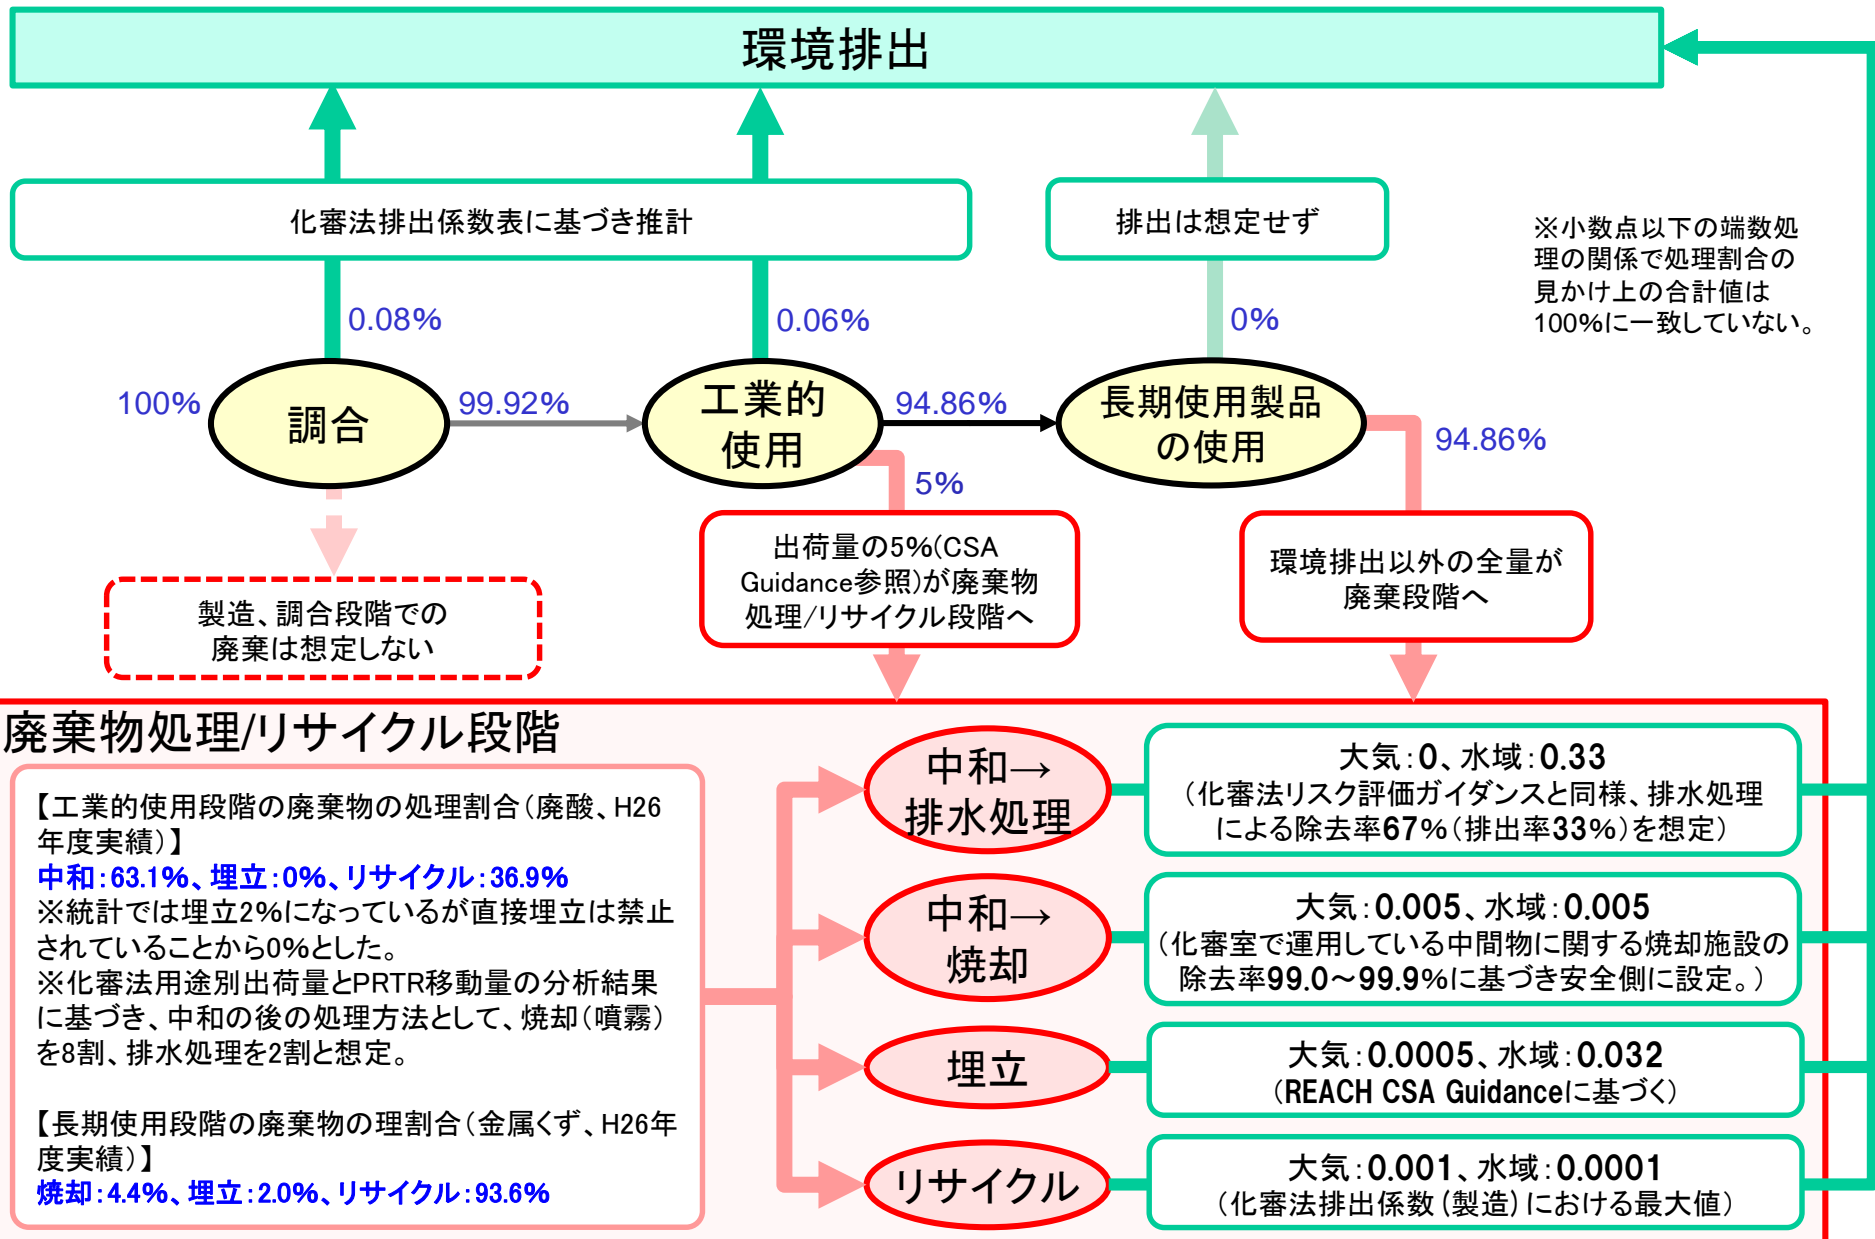 環境排出
化審法排出係数表に基づき推計
排出は想定せず
※小数点以下の端数処
理の関係で処理割合の
見かけ上の合計値は
100%に一致していない。
0.08%
0.06%
0%
100%
調合
99.92%
工業的
使用
94.86%
長期使用製品
の使用
94.86%
5%
製造、調合段階での
廃棄は想定しない
出荷量の5%(CSA
Guidance参照)が廃棄物
処理/リサイクル段階へ
環境排出以外の全量が
廃棄段階へ
廃棄物処理/リサイクル段階
【工業的使用段階の廃棄物の処理割合(廃酸、H26
年度実績)】
中和:63.1%、埋立:0%、リサイクル:36.9%
※統計では埋立2%になっているが直接埋立は禁止
されていることから0%とした。
※化審法用途別出荷量とPRTR移動量の分析結果
に基づき、中和の後の処理方法として、焼却(噴霧)
を8割、排水処理を2割と想定。
【長期使用段階の廃棄物の理割合(金属くず、H26年
度実績)】
焼却:4.4%、埋立:2.0%、リサイクル:93.6%
中和→
排水処理
大気:0、水域:0.33
(化審法リスク評価ガイダンスと同様、排水処理
による除去率67%(排出率33%)を想定)
中和→
焼却
大気:0.005、水域:0.005
(化審室で運用している中間物に関する焼却施設の
除去率99.0~99.9%に基づき安全側に設定。)
埋立
大気:0.0005、水域:0.032
(REACH CSA Guidanceに基づく)
リサイクル
大気:0.001、水域:0.0001
(化審法排出係数(製造)における最大値)